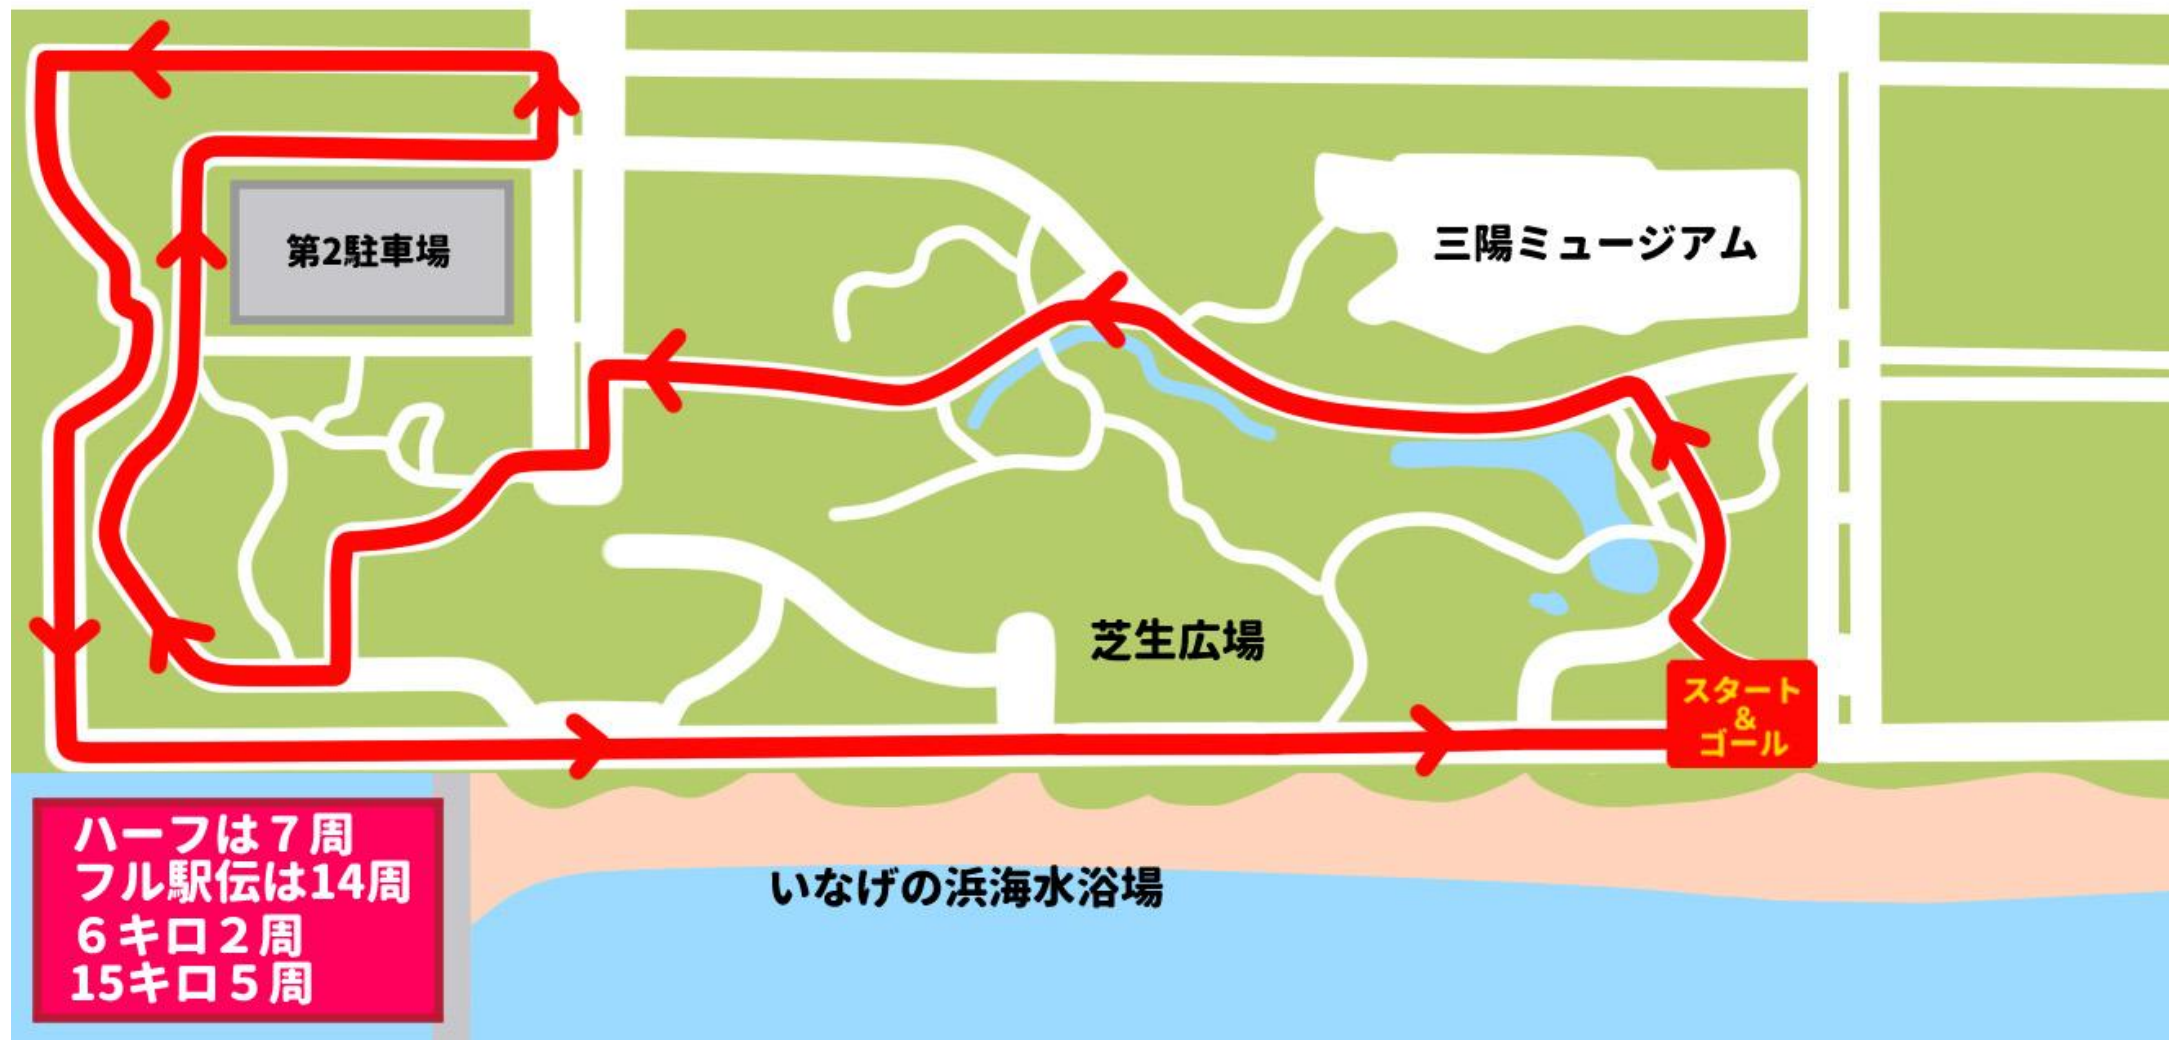 三陽ミュージアム
第2駐車場
芝生広場
スタート
&
ゴール
ハーフは７周
フル駅伝は14周
６キロ２周
15キロ５周
いなげの浜海水浴場